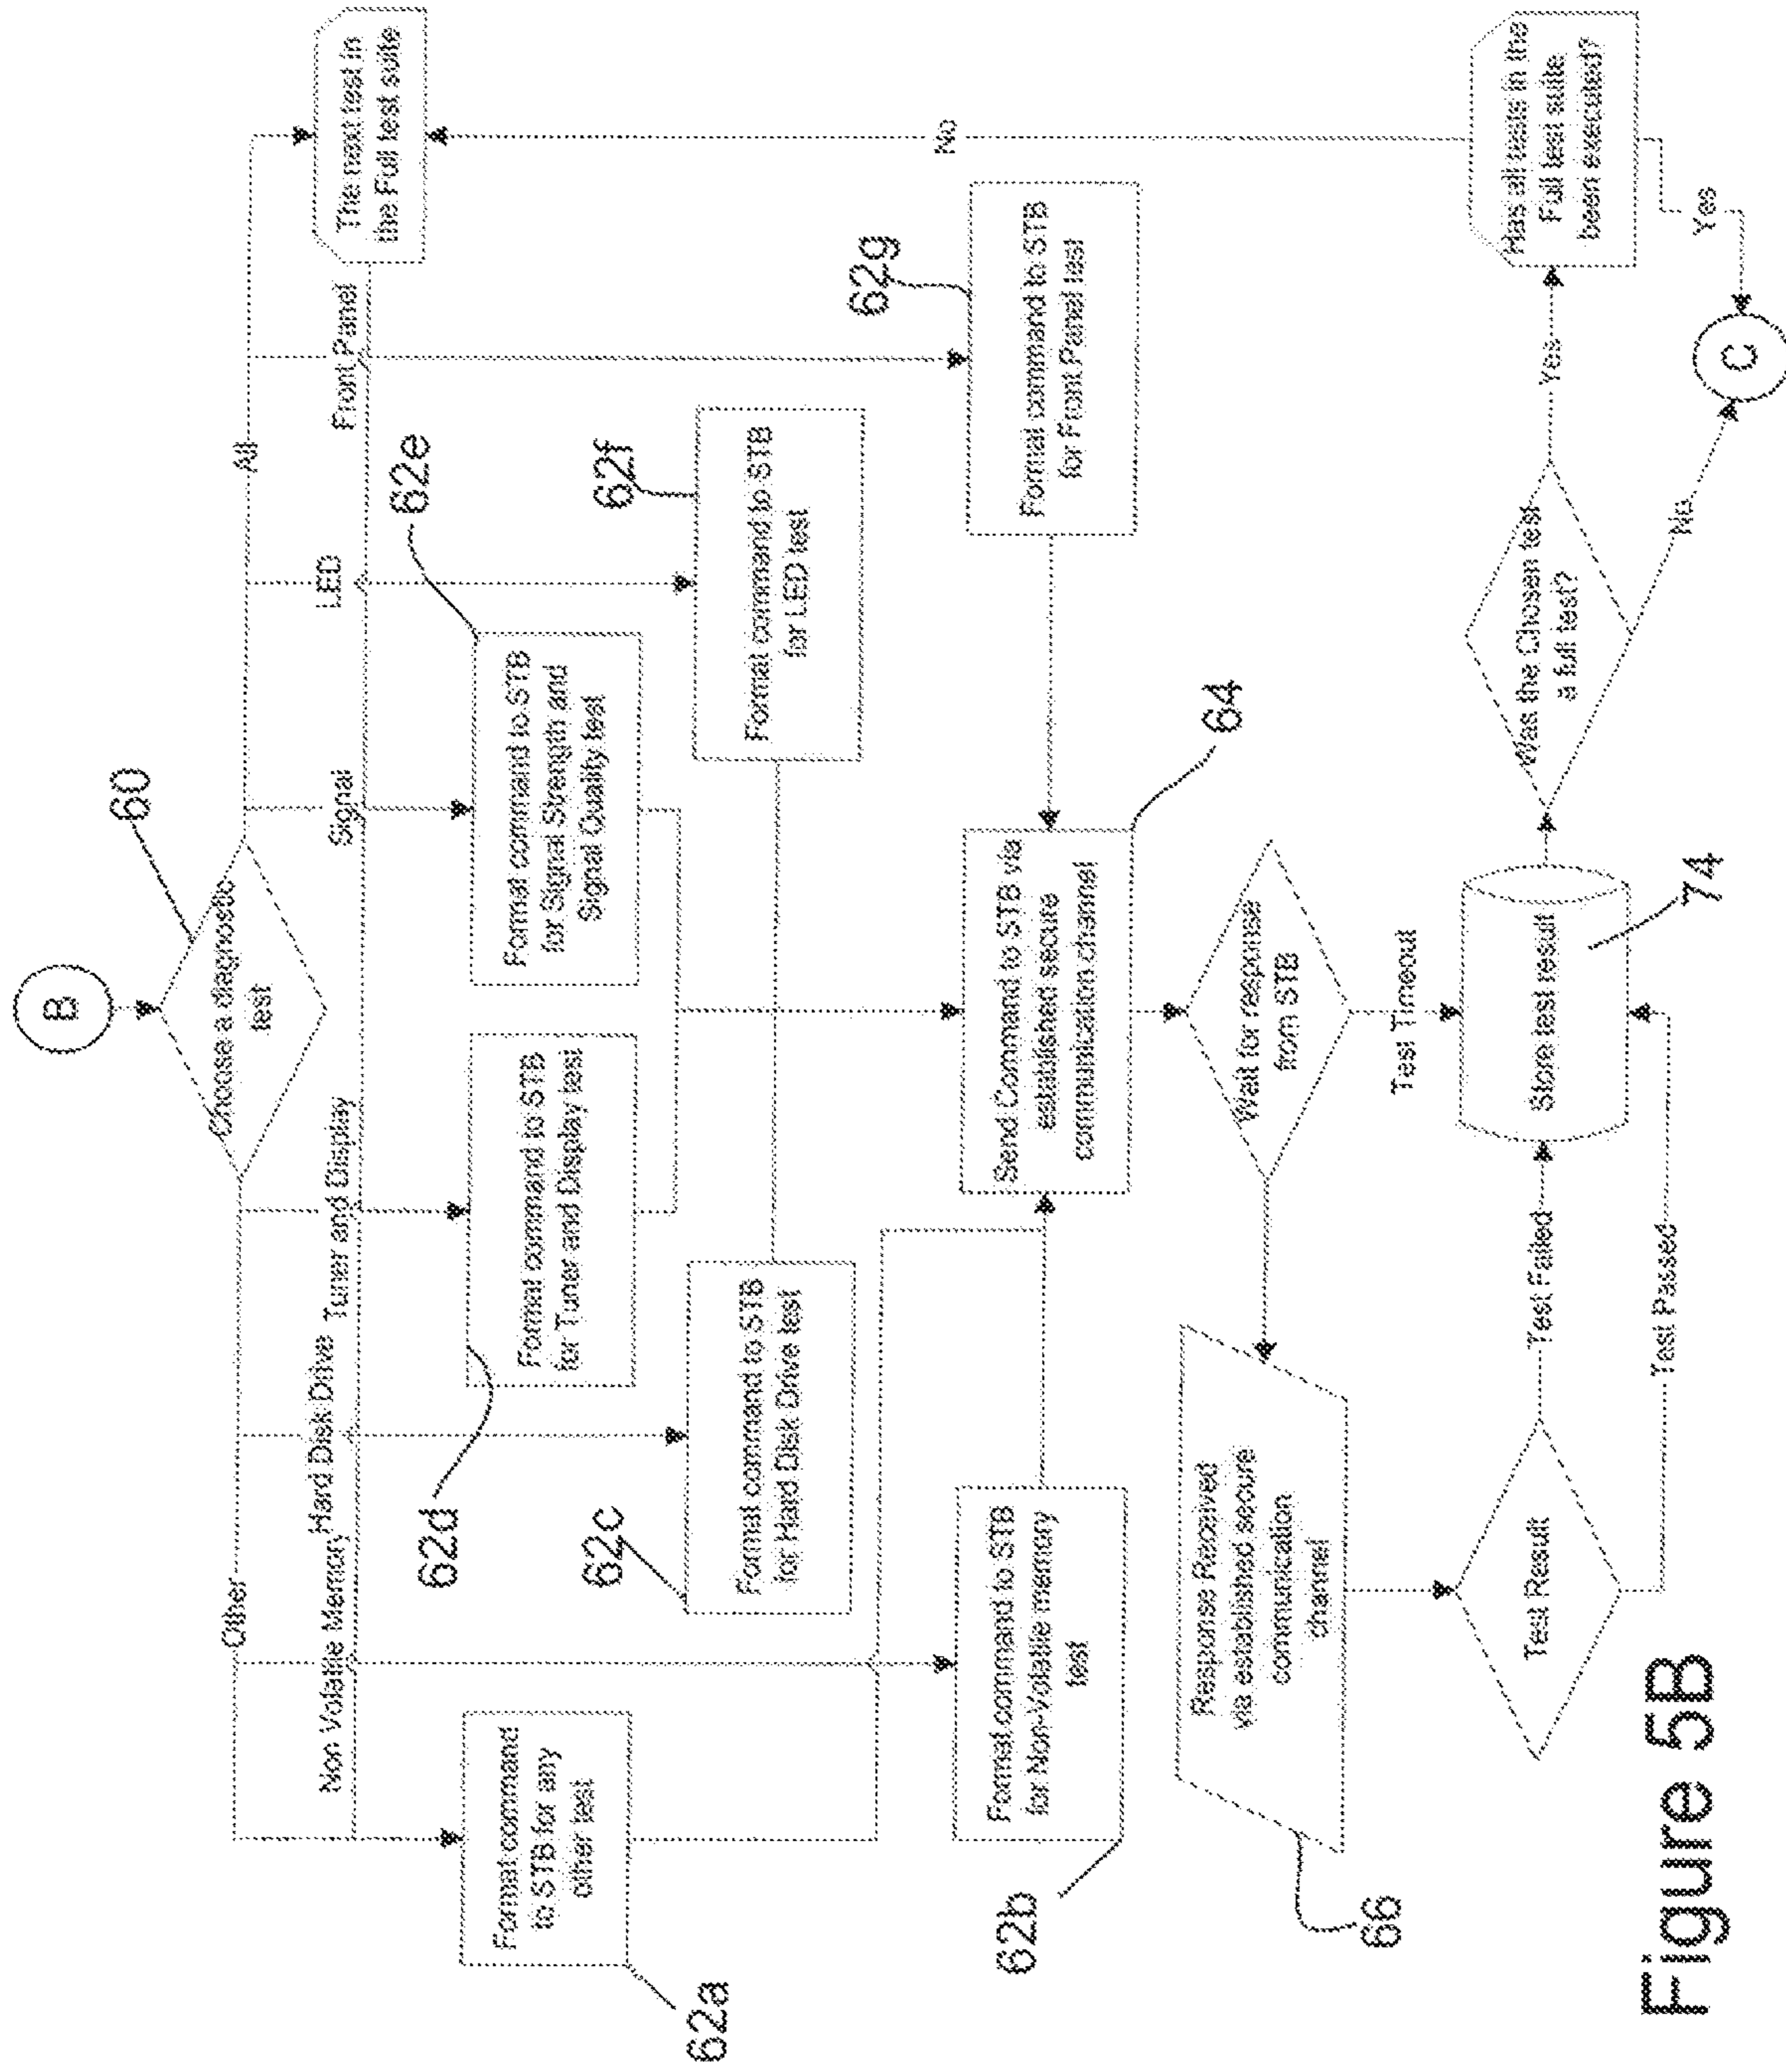 B
Choose a diagnostic
test
60
Other
All
Non Volatile Memory
Hard Disk Drive
Tuner and Display
Signal
LED
Front Panel
The next test in
the Full test suite
Format command
to STB for any
other test
62a
Format command to STB
for Tuner and Display test
62d
Format command to STB
for Signal Strength and
Signal Quality test
62e
Format command to STB
for Hard Disk Drive test
62c
Format command to STB
for LED test
62f
Format command to STB
for Non-Volatile memory
test
62b
Send Command to STB via
established secure
communication channel
64
Format command to STB
for Front Panel test
62g
No
Response Received
via established secure
communication
channel
66
Wait for response
from STB
Test Timeout
Test Result
Test Failed
Test Passed
Store test result
74
Was the Chosen test
a full test?
Yes
No
Has all tests in the
Full test suite
been executed?
Yes
C
Figure 5B